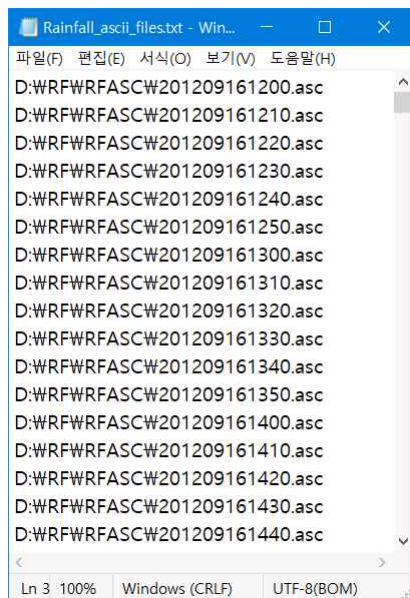 Rainfall_ascii_files.txt - Win...
파일(F) 편집(E) 서식(O) 보기(V) 도움말(H)
D:₩RF₩RFASC₩201209161200.asc
D:₩RF₩RFASC₩201209161210.asc
D:₩RF₩RFASC₩201209161220.asc
D:₩RF₩RFASC₩201209161230.asc
D:₩RF₩RFASC₩201209161240.asc
D:₩RF₩RFASC₩201209161250.asc
D:₩RF₩RFASC₩201209161300.asc
D:₩RF₩RFASC₩201209161310.asc
D:₩RF₩RFASC₩201209161320.asc
D:₩RF₩RFASC₩201209161330.asc
D:₩RF₩RFASC₩201209161340.asc
D:₩RF₩RFASC₩201209161350.asc
D:₩RF₩RFASC₩201209161400.asc
D:₩RF₩RFASC₩201209161410.asc
D:₩RF₩RFASC₩201209161420.asc
D:₩RF₩RFASC₩201209161430.asc
D:₩RF₩RFASC₩201209161440.asc
Ln 3 100% Windows (CRLF) UTF-8(BOM)